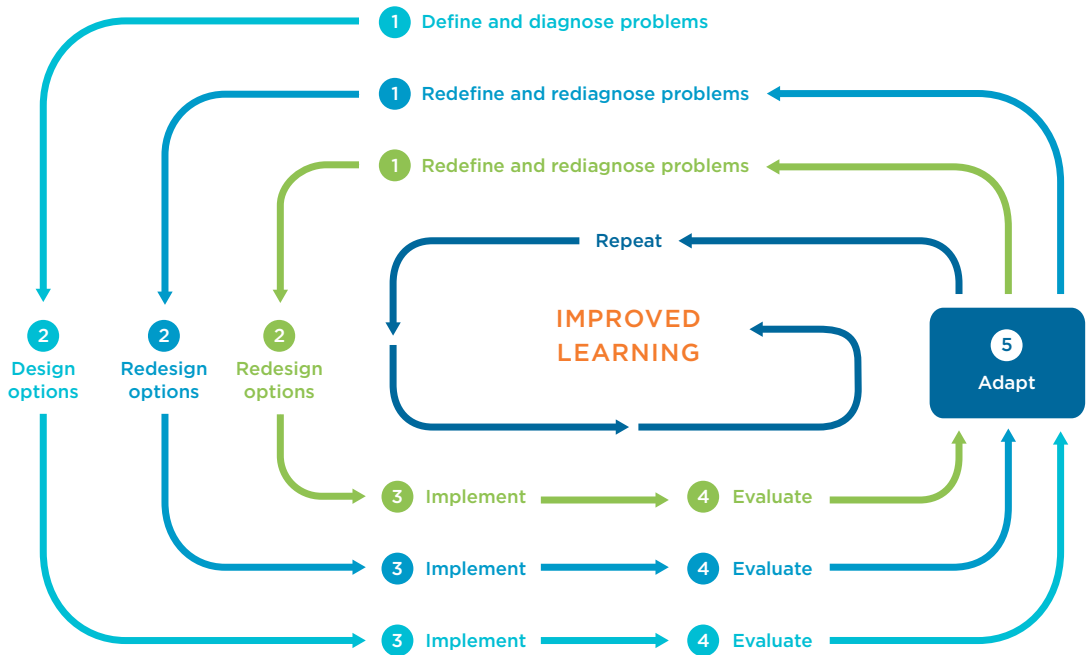 1 Define and diagnose problems
1 Redefine and rediagnose problems
1 Redefine and rediagnose problems
Repeat
IMPROVED
LEARNING
2
Design
options
2
Redesign
options
2
Redesign
options
5
Adapt
3 Implement
4 Evaluate
3 Implement
4 Evaluate
3 Implement
4 Evaluate